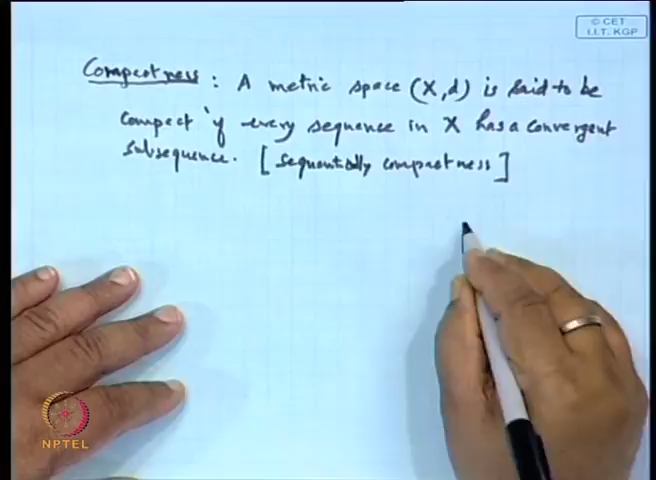 © CET
I.I.T. KGP
Compactness : A metric space (X,d) is said to be
compact if every sequence in X has a convergent
subsequence. [sequentially compactness]
NPTEL